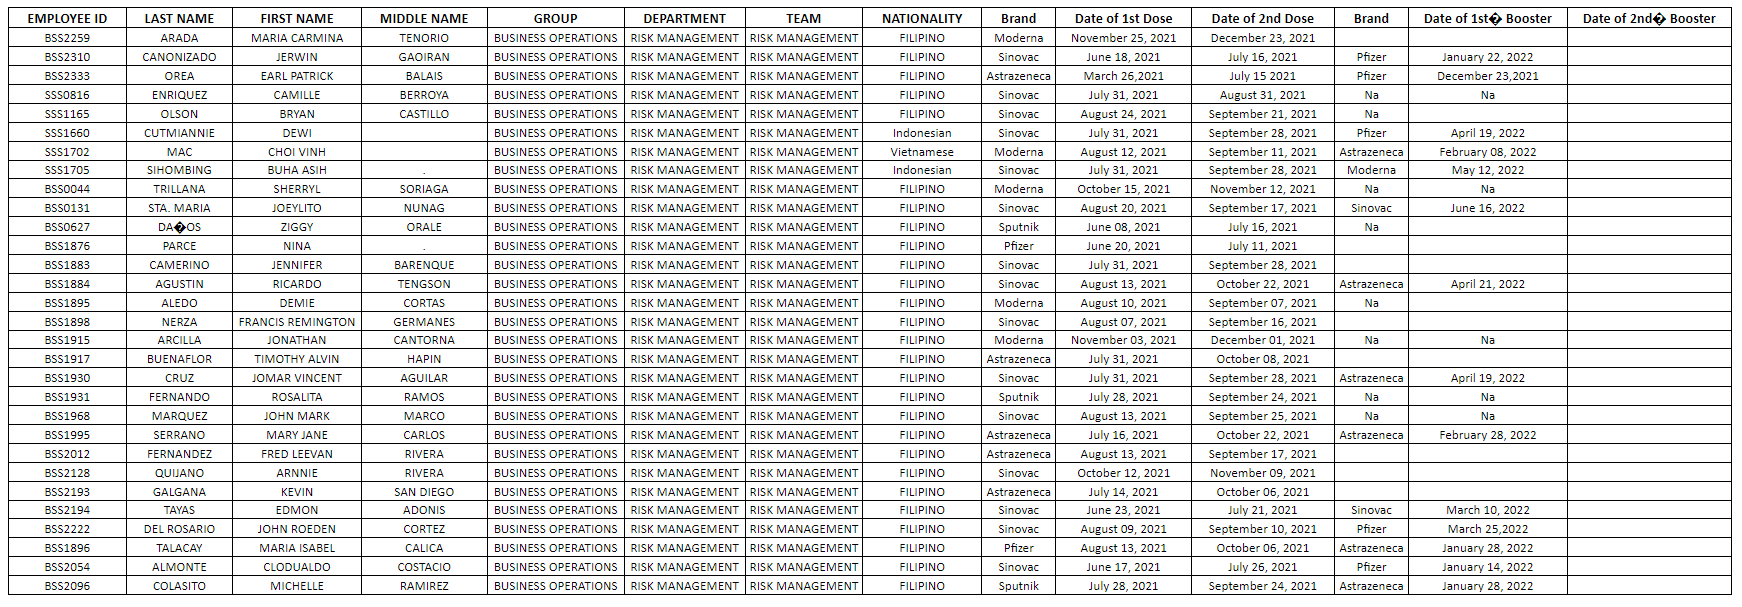 EMPLOYEE ID LAST NAME FIRST NAME MIDDLE NAME GROUP DEPARTMENT TEAM NATIONALITY Brand Date of 1st Dose Date of 2nd Dose Brand Date of 1st� Booster Date of 2nd� Booster
BSS2259 ARADA MARIA CARMINA TENORIO BUSINESS OPERATIONS RISK MANAGEMENT RISK MANAGEMENT FILIPINO Moderna November 25, 2021 December 23, 2021
BSS2310 CANONIZADO JERWIN GAOIRAN BUSINESS OPERATIONS RISK MANAGEMENT RISK MANAGEMENT FILIPINO Sinovac June 18, 2021 July 16, 2021 Pfizer January 22, 2022
BSS2333 OREA EARL PATRICK BALAIS BUSINESS OPERATIONS RISK MANAGEMENT RISK MANAGEMENT FILIPINO Astrazeneca March 26,2021 July 15 2021 Pfizer December 23,2021
SSS0816 ENRIQUEZ CAMILLE BERROYA BUSINESS OPERATIONS RISK MANAGEMENT RISK MANAGEMENT FILIPINO Sinovac July 31, 2021 August 31, 2021 Na Na
SSS1165 OLSON BRYAN CASTILLO BUSINESS OPERATIONS RISK MANAGEMENT RISK MANAGEMENT FILIPINO Sinovac August 24, 2021 September 21, 2021 Na
SSS1660 CUTMIANNIE DEWI BUSINESS OPERATIONS RISK MANAGEMENT RISK MANAGEMENT Indonesian Sinovac July 31, 2021 September 28, 2021 Pfizer April 19, 2022
SSS1702 MAC CHOI VINH BUSINESS OPERATIONS RISK MANAGEMENT RISK MANAGEMENT Vietnamese Moderna August 12, 2021 September 11, 2021 Astrazeneca February 08, 2022
SSS1705 SIHOMBING BUHA ASIH . BUSINESS OPERATIONS RISK MANAGEMENT RISK MANAGEMENT Indonesian Sinovac July 31, 2021 September 28, 2021 Moderna May 12, 2022
BSS0044 TRILLANA SHERRYL SORIAGA BUSINESS OPERATIONS RISK MANAGEMENT RISK MANAGEMENT FILIPINO Moderna October 15, 2021 November 12, 2021 Na Na
BSS0131 STA. MARIA JOEYLITO NUNAG BUSINESS OPERATIONS RISK MANAGEMENT RISK MANAGEMENT FILIPINO Sinovac August 20, 2021 September 17, 2021 Sinovac June 16, 2022
BSS0627 DA�OS ZIGGY ORALE BUSINESS OPERATIONS RISK MANAGEMENT RISK MANAGEMENT FILIPINO Sputnik June 08, 2021 July 16, 2021 Na
BSS1876 PARCE NINA . BUSINESS OPERATIONS RISK MANAGEMENT RISK MANAGEMENT FILIPINO Pfizer June 20, 2021 July 11, 2021
BSS1883 CAMERINO JENNIFER BARENQUE BUSINESS OPERATIONS RISK MANAGEMENT RISK MANAGEMENT FILIPINO Sinovac July 31, 2021 September 28, 2021
BSS1884 AGUSTIN RICARDO TENGSON BUSINESS OPERATIONS RISK MANAGEMENT RISK MANAGEMENT FILIPINO Sinovac August 13, 2021 October 22, 2021 Astrazeneca April 21, 2022
BSS1895 ALEDO DEMIE CORTAS BUSINESS OPERATIONS RISK MANAGEMENT RISK MANAGEMENT FILIPINO Moderna August 10, 2021 September 07, 2021 Na
BSS1898 NERZA FRANCIS REMINGTON GERMANES BUSINESS OPERATIONS RISK MANAGEMENT RISK MANAGEMENT FILIPINO Sinovac August 07, 2021 September 16, 2021
BSS1915 ARCILLA JONATHAN CANTORNA BUSINESS OPERATIONS RISK MANAGEMENT RISK MANAGEMENT FILIPINO Moderna November 03, 2021 December 01, 2021 Na Na
BSS1917 BUENAFLOR TIMOTHY ALVIN HAPIN BUSINESS OPERATIONS RISK MANAGEMENT RISK MANAGEMENT FILIPINO Astrazeneca July 31, 2021 October 08, 2021
BSS1930 CRUZ JOMAR VINCENT AGUILAR BUSINESS OPERATIONS RISK MANAGEMENT RISK MANAGEMENT FILIPINO Sinovac July 31, 2021 September 28, 2021 Astrazeneca April 19, 2022
BSS1931 FERNANDO ROSALITA RAMOS BUSINESS OPERATIONS RISK MANAGEMENT RISK MANAGEMENT FILIPINO Sputnik July 28, 2021 September 24, 2021 Na Na
BSS1968 MARQUEZ JOHN MARK MARCO BUSINESS OPERATIONS RISK MANAGEMENT RISK MANAGEMENT FILIPINO Sinovac August 13, 2021 September 25, 2021 Na Na
BSS1995 SERRANO MARY JANE CARLOS BUSINESS OPERATIONS RISK MANAGEMENT RISK MANAGEMENT FILIPINO Astrazeneca July 16, 2021 October 22, 2021 Astrazeneca February 28, 2022
BSS2012 FERNANDEZ FRED LEEVAN RIVERA BUSINESS OPERATIONS RISK MANAGEMENT RISK MANAGEMENT FILIPINO Astrazeneca August 13, 2021 September 17, 2021
BSS2128 QUIJANO ARNNIE RIVERA BUSINESS OPERATIONS RISK MANAGEMENT RISK MANAGEMENT FILIPINO Sinovac October 12, 2021 November 09, 2021
BSS2193 GALGANA KEVIN SAN DIEGO BUSINESS OPERATIONS RISK MANAGEMENT RISK MANAGEMENT FILIPINO Astrazeneca July 14, 2021 October 06, 2021
BSS2194 TAYAS EDMON ADONIS BUSINESS OPERATIONS RISK MANAGEMENT RISK MANAGEMENT FILIPINO Sinovac June 23, 2021 July 21, 2021 Sinovac March 10, 2022
BSS2222 DEL ROSARIO JOHN ROEDEN CORTEZ BUSINESS OPERATIONS RISK MANAGEMENT RISK MANAGEMENT FILIPINO Sinovac August 09, 2021 September 10, 2021 Pfizer March 25,2022
BSS1896 TALACAY MARIA ISABEL CALICA BUSINESS OPERATIONS RISK MANAGEMENT RISK MANAGEMENT FILIPINO Pfizer August 13, 2021 October 06, 2021 Astrazeneca January 28, 2022
BSS2054 ALMONTE CLODUALDO COSTACIO BUSINESS OPERATIONS RISK MANAGEMENT RISK MANAGEMENT FILIPINO Sinovac June 17, 2021 July 26, 2021 Pfizer January 14, 2022
BSS2096 COLASITO MICHELLE RAMIREZ BUSINESS OPERATIONS RISK MANAGEMENT RISK MANAGEMENT FILIPINO Sputnik July 28, 2021 September 24, 2021 Astrazeneca January 28, 2022